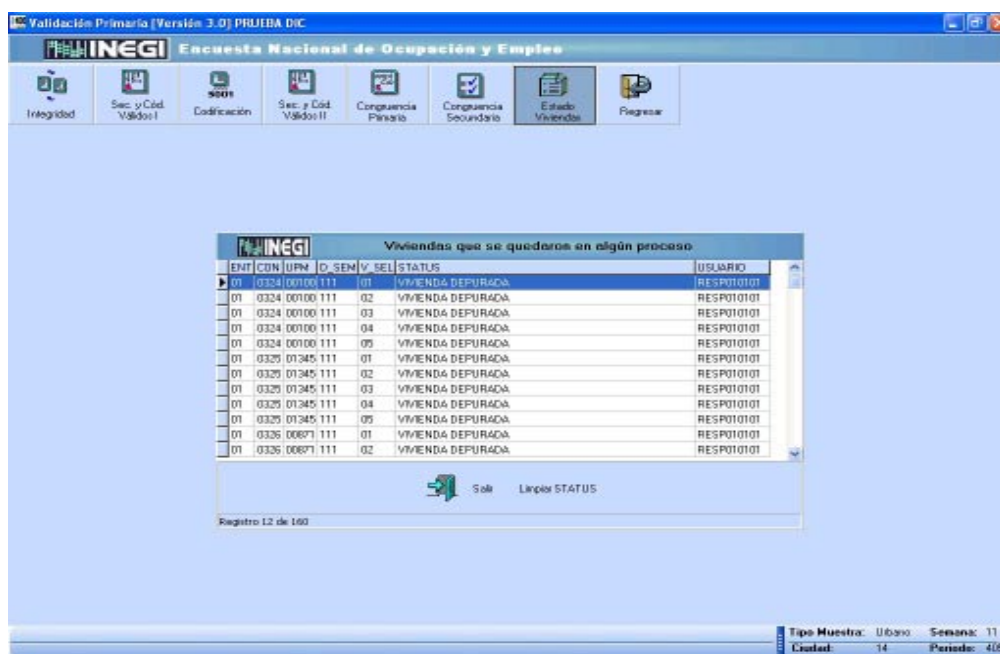 Validación Primaria [Versión 3.0] PRUEBA DIC
INEGI Encuesta Nacional de Ocupación y Empleo
Integridad
Sec. y Cód. Válidos I
Codificación
Sec. y Cód. Válidos II
Congruencia Primaria
Congruencia Secundaria
Estado Viviendas
Regresar
INEGI Viviendas que se quedaron en algún proceso
ENT CON UPM D_SEM V_SEL STATUS USUARIO
01 0324 00100 111 01 VIVIENDA DEPURADA RESP010101
01 0324 00100 111 02 VIVIENDA DEPURADA RESP010101
01 0324 00100 111 03 VIVIENDA DEPURADA RESP010101
01 0324 00100 111 04 VIVIENDA DEPURADA RESP010101
01 0324 00100 111 05 VIVIENDA DEPURADA RESP010101
01 0325 01345 111 01 VIVIENDA DEPURADA RESP010101
01 0325 01345 111 02 VIVIENDA DEPURADA RESP010101
01 0325 01345 111 03 VIVIENDA DEPURADA RESP010101
01 0325 01345 111 04 VIVIENDA DEPURADA RESP010101
01 0325 01345 111 05 VIVIENDA DEPURADA RESP010101
01 0326 00871 111 01 VIVIENDA DEPURADA RESP010101
01 0326 00871 111 02 VIVIENDA DEPURADA RESP010101
Salir Limpiar STATUS
Registro 12 de 160
Tipo Muestra: Urbano Semana: 11
Ciudad: 14 Periodo: